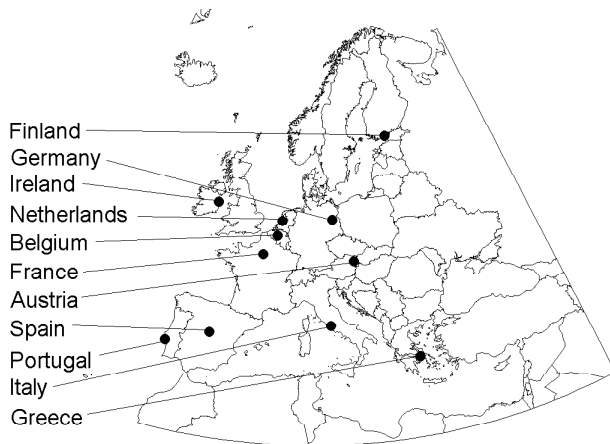 Finland
Germany
Ireland
Netherlands
Belgium
France
Austria
Spain
Portugal
Italy
Greece